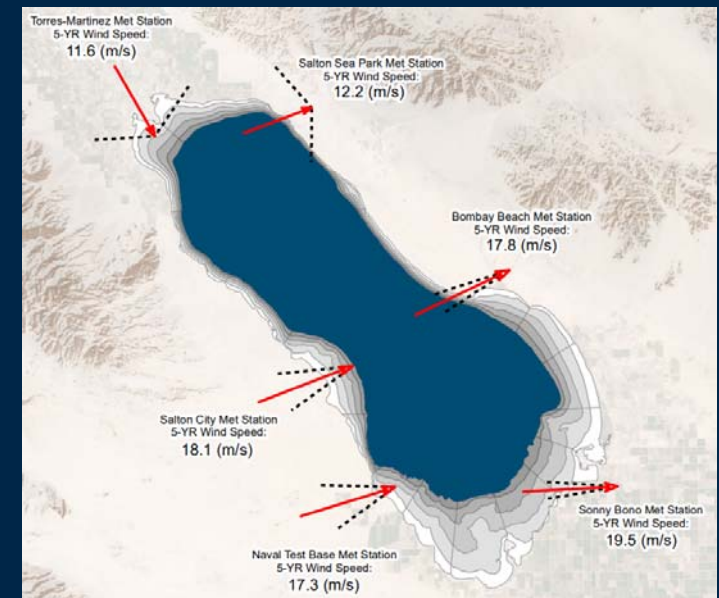 Torres-Martinez Met Station
5-YR Wind Speed:
11.6 (m/s)
Salton Sea Park Met Station
5-YR Wind Speed:
12.2 (m/s)
Bombay Beach Met Station
5-YR Wind Speed:
17.8 (m/s)
Salton City Met Station
5-YR Wind Speed:
18.1 (m/s)
Sonny Bono Met Station
5-YR Wind Speed:
19.5 (m/s)
Naval Test Base Met Station
5-YR Wind Speed:
17.3 (m/s)